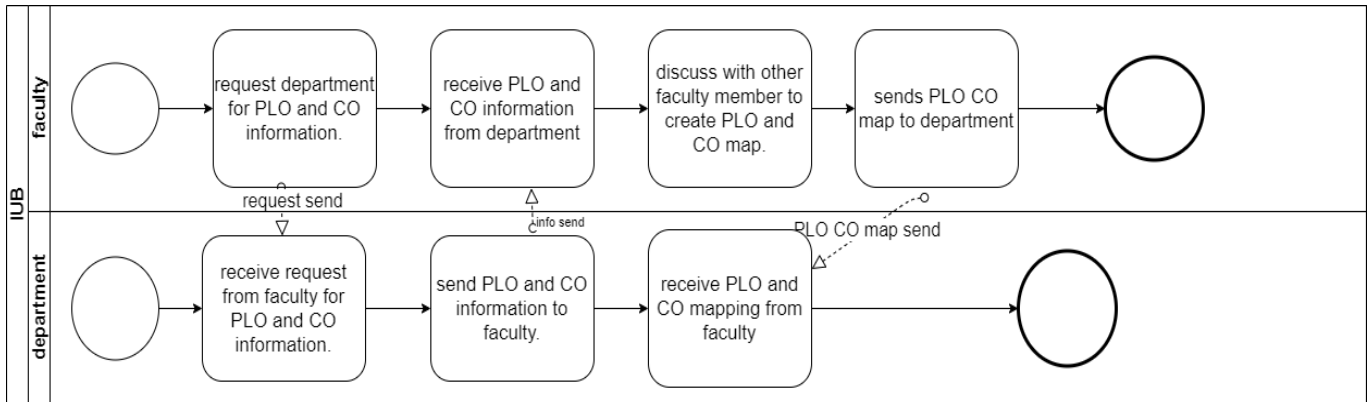 IUB
faculty
request department
for PLO and CO
information.
receive PLO and
CO information
from department
discuss with other
faculty member to
create PLO and
CO map.
sends PLO CO
map to department
request send
info send
PLO CO map send
department
receive request
from faculty for
PLO and CO
information.
send PLO and CO
information to
faculty.
receive PLO and
CO mapping from
faculty